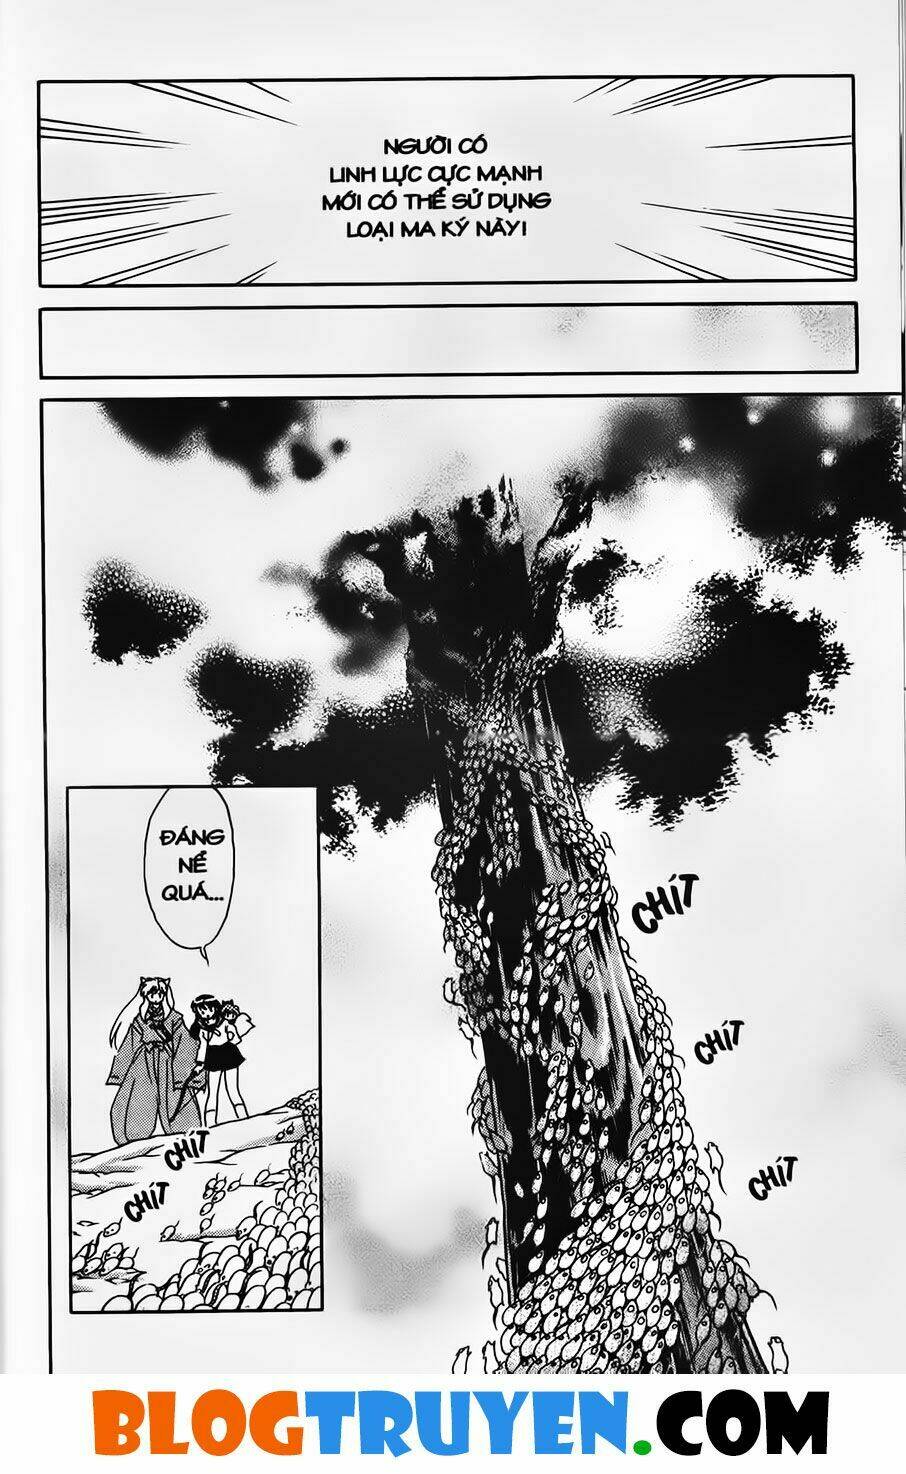 NGƯỜI CÓ
LINH LỰC CỰC MẠNH
MỚI CÓ THỂ SỬ DỤNG
LOẠI MA KÝ NÀY!
ĐÁNG
NỂ
QUÁ...
CHÍT
CHÍT
CHÍT
CHÍT
CHÍT
BLOGTRUYEN.COM